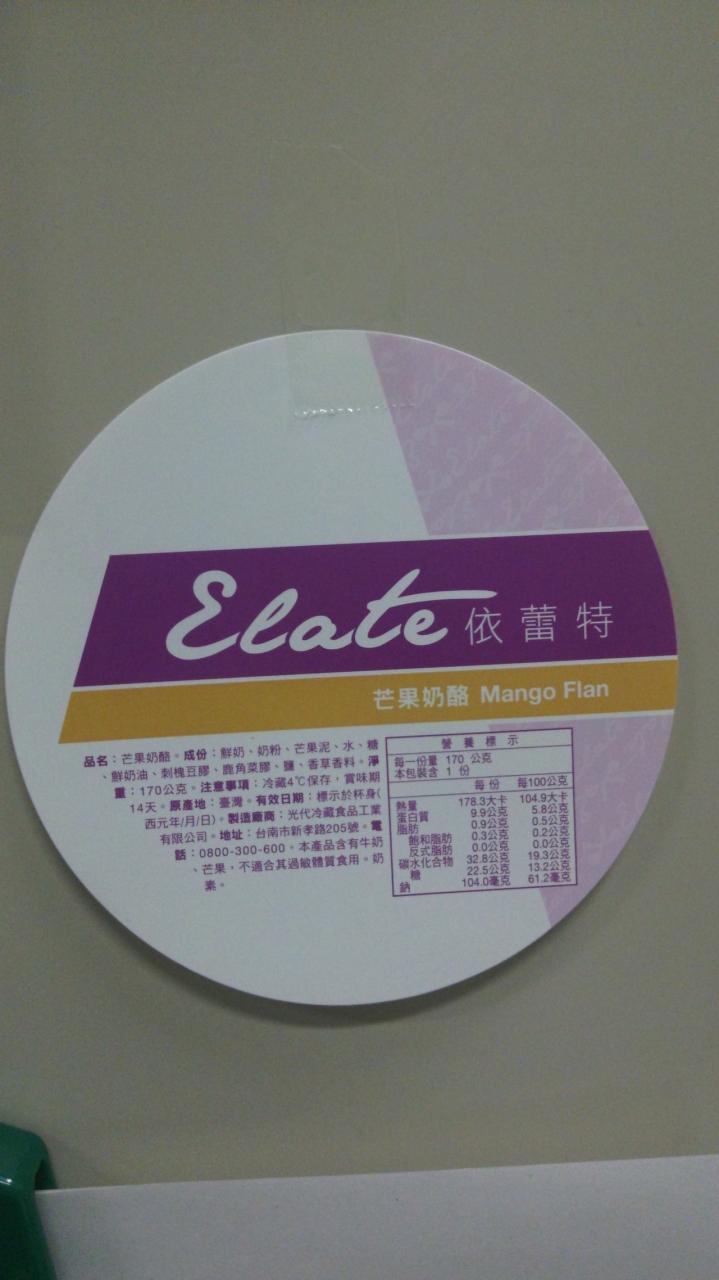 Elate 依蕾特
芒果奶酪 Mango Flan
品名：芒果奶酪。成份：鮮奶、奶粉、芒果泥、水、糖
、鮮奶油、刺槐豆膠、鹿角菜膠、鹽、香草香料。淨
重：170公克。注意事項：冷藏4℃保存，賞味期
14天。原產地：臺灣。有效日期：標示於杯身(
西元年/月/日)。製造廠商：光代冷藏食品工業
有限公司。地址：台南市新孝路205號。電
話：0800-300-600。本產品含有牛奶
、芒果，不適合其過敏體質食用。奶
素。
營養標示
每一份量 170 公克
本包裝含 1 份
每份 每100公克
熱量 178.3大卡 104.9大卡
蛋白質 9.9公克 5.8公克
脂肪 0.9公克 0.5公克
飽和脂肪 0.3公克 0.2公克
反式脂肪 0.0公克 0.0公克
碳水化合物 32.8公克 19.3公克
糖 22.5公克 13.2公克
鈉 104.0毫克 61.2毫克